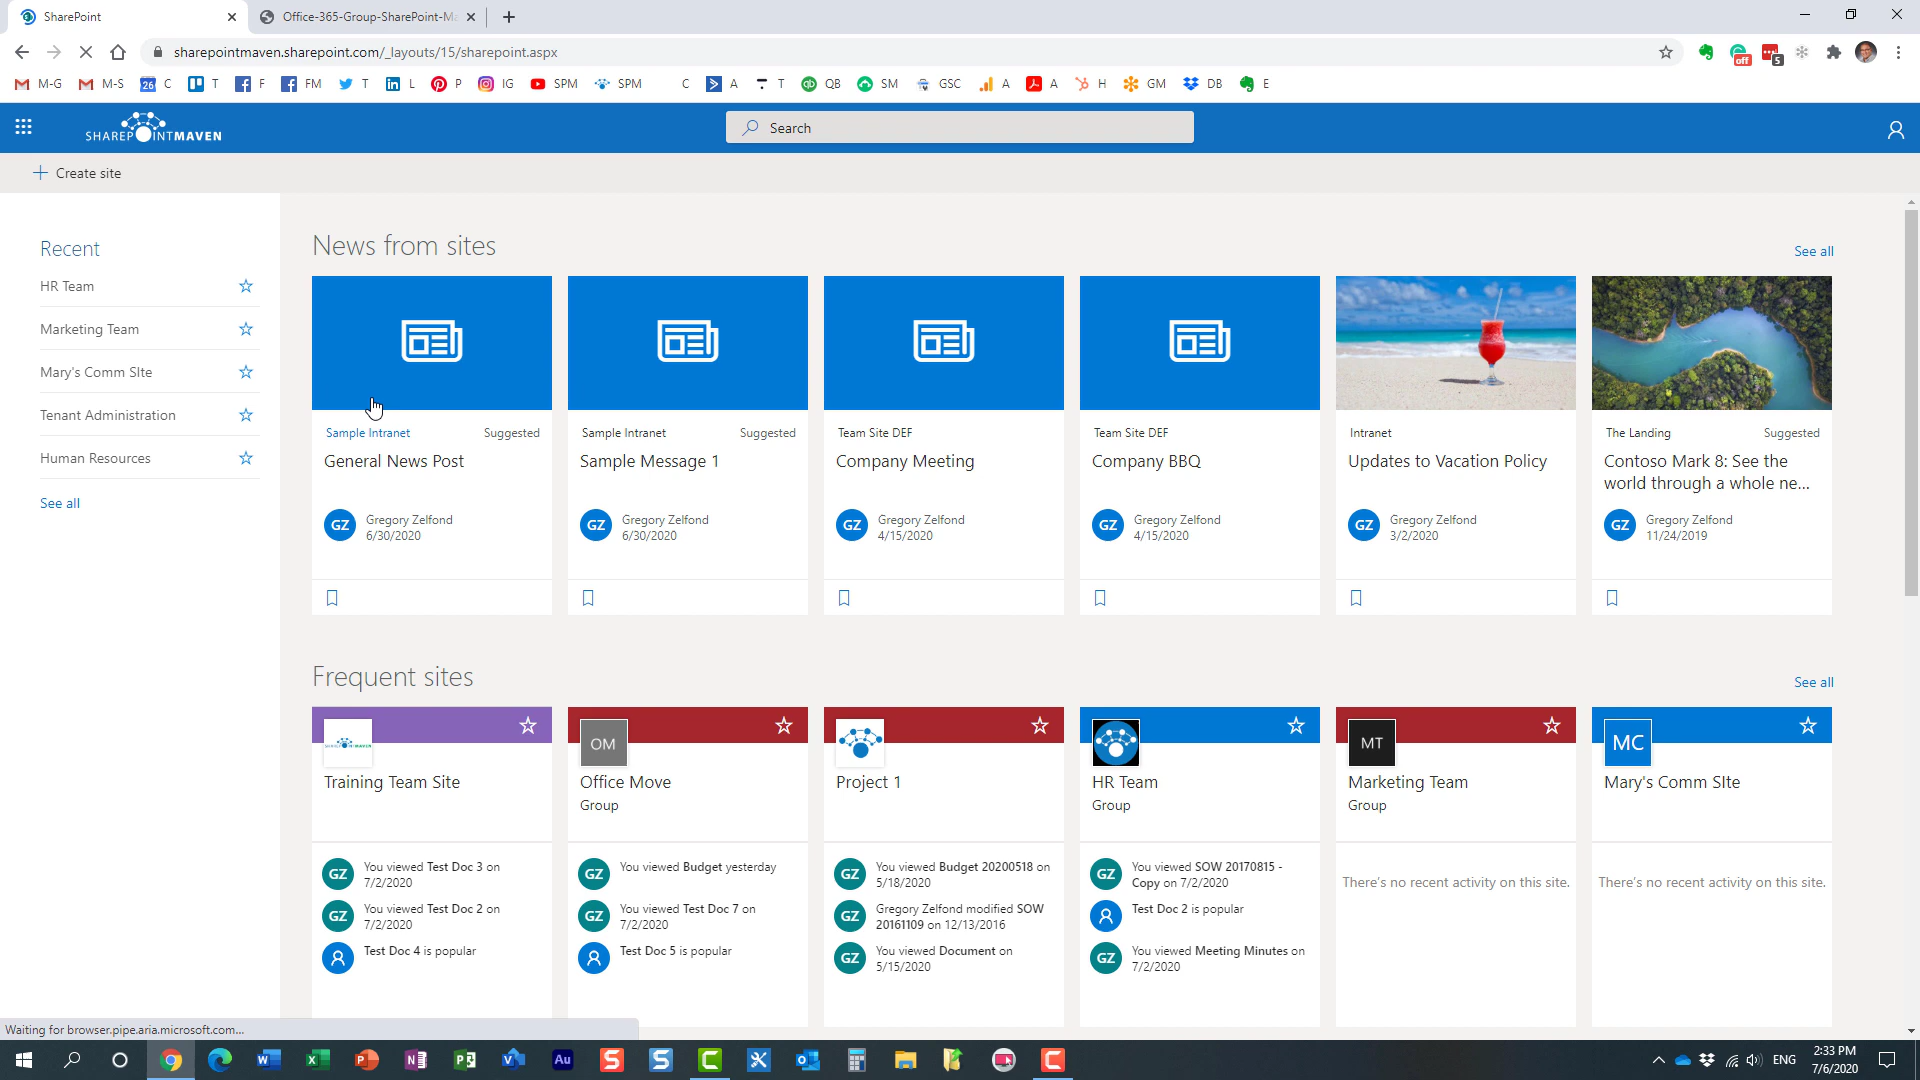 SharePoint
Office-365-Group-SharePoint-Ma
sharepointmaven.sharepoint.com/_layouts/15/sharepoint.aspx
off
5
M-G
M-S
26
C
T
F
FM
T
L
P
IG
SPM
SPM
C
A
T
QB
SM
GSC
A
A
H
GM
DB
E
SHAREPOINTMAVEN
Search
Create site
Recent
HR Team
Marketing Team
Mary's Comm SIte
Tenant Administration
Human Resources
See all
News from sites
See all
Sample Intranet
Suggested
General News Post
GZ
Gregory Zelfond
6/30/2020
Sample Intranet
Suggested
Sample Message 1
GZ
Gregory Zelfond
6/30/2020
Team Site DEF
Company Meeting
GZ
Gregory Zelfond
4/15/2020
Team Site DEF
Company BBQ
GZ
Gregory Zelfond
4/15/2020
Intranet
Updates to Vacation Policy
GZ
Gregory Zelfond
3/2/2020
The Landing
Suggested
Contoso Mark 8: See the
world through a whole ne...
GZ
Gregory Zelfond
11/24/2019
Frequent sites
See all
SHAREPOINTMAVEN
Training Team Site
GZ
You viewed Test Doc 3 on
7/2/2020
GZ
You viewed Test Doc 2 on
7/2/2020
Test Doc 4 is popular
OM
Office Move
Group
GZ
You viewed Budget yesterday
GZ
You viewed Test Doc 7 on
7/2/2020
Test Doc 5 is popular
Project 1
GZ
You viewed Budget 20200518 on
5/18/2020
GZ
Gregory Zelfond modified SOW
20161109 on 12/13/2016
GZ
You viewed Document on
5/15/2020
HR Team
Group
GZ
You viewed SOW 20170815 -
Copy on 7/2/2020
Test Doc 2 is popular
GZ
You viewed Meeting Minutes on
7/2/2020
MT
Marketing Team
Group
There's no recent activity on this site.
MC
Mary's Comm SIte
There's no recent activity on this site.
Waiting for browser.pipe.aria.microsoft.com...
Au
ENG
2:33 PM
7/6/2020